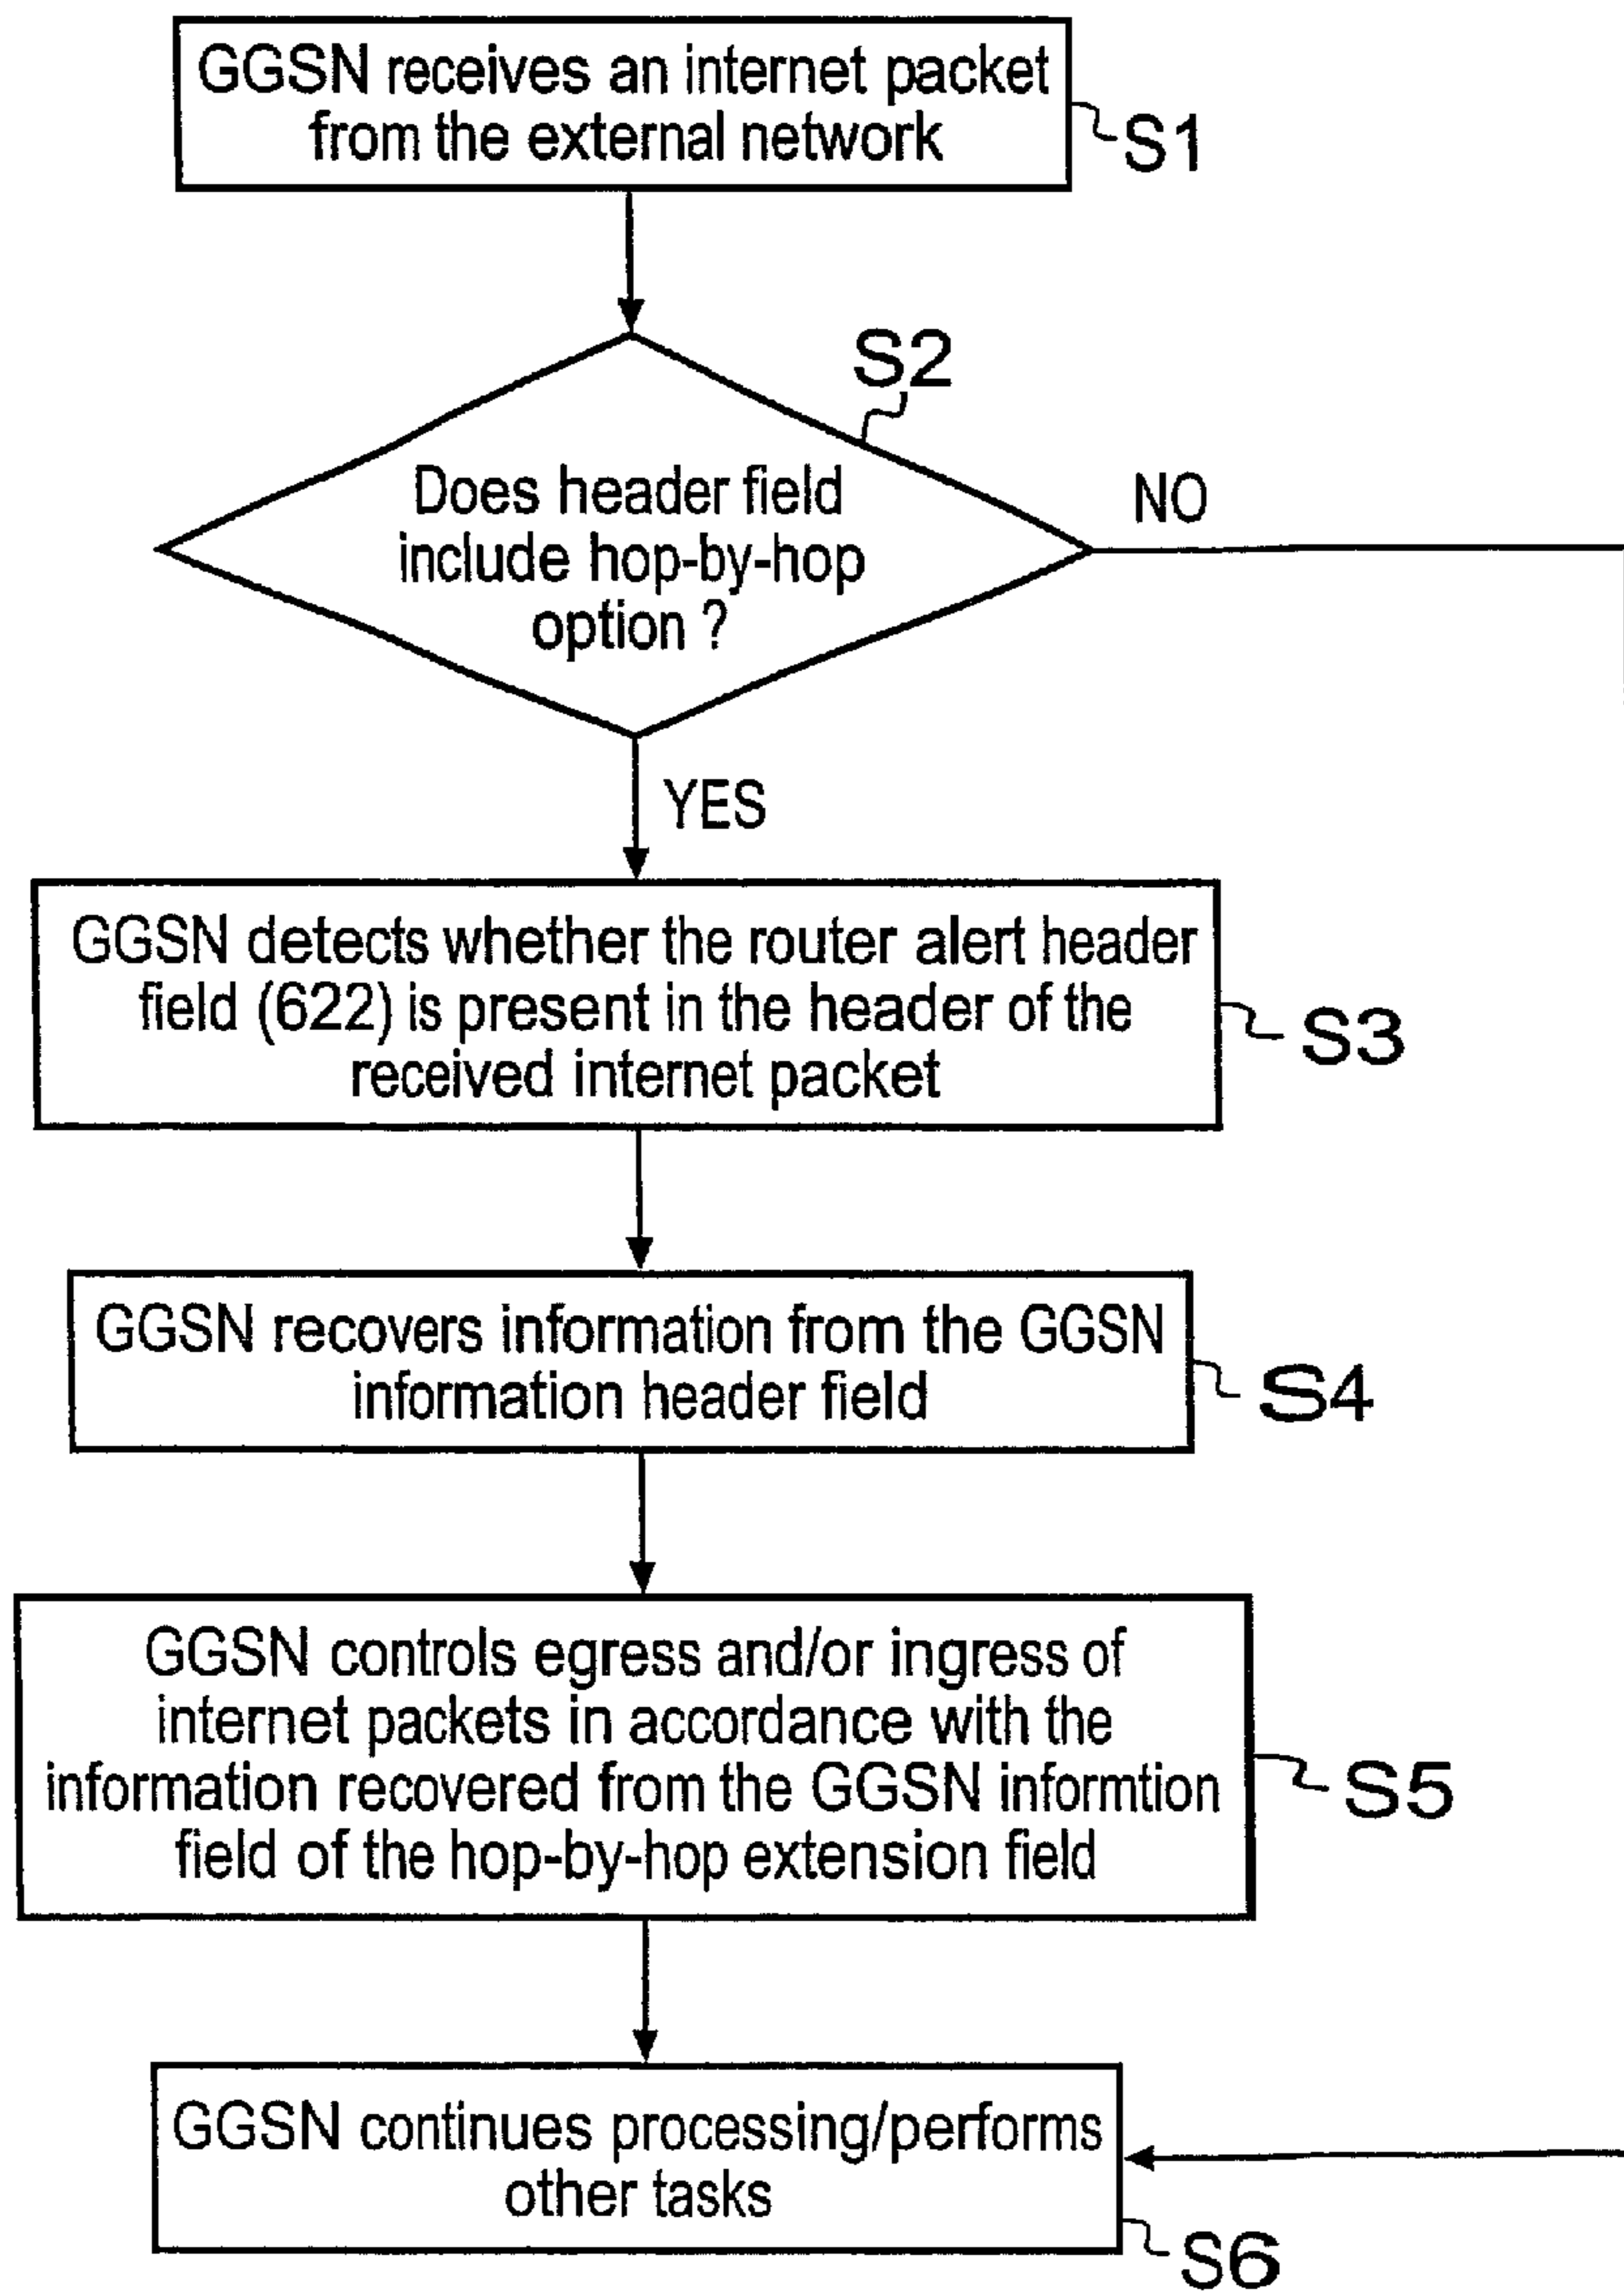 GGSN receives an internet packet
from the external network
S1
S2
Does header field
include hop-by-hop
option ?
NO
YES
GGSN detects whether the router alert header
field (622) is present in the header of the
received internet packet
S3
GGSN recovers information from the GGSN
information header field
S4
GGSN controls egress and/or ingress of
internet packets in accordance with the
information recovered from the GGSN informtion
field of the hop-by-hop extension field
S5
GGSN continues processing/performs
other tasks
S6